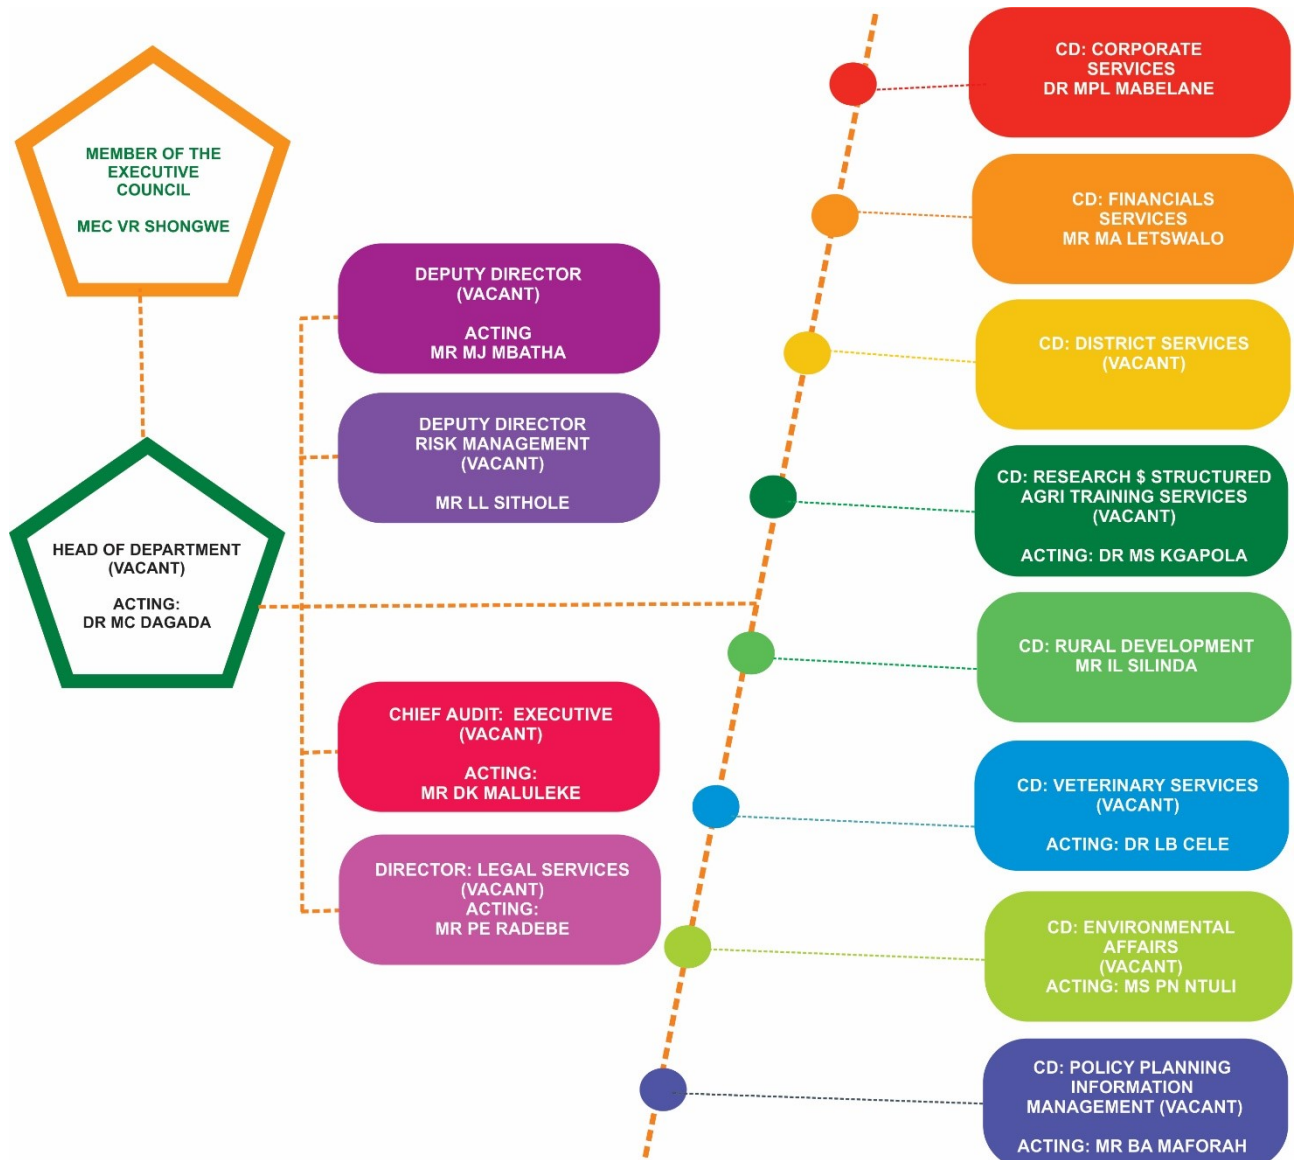 MEMBER OF THE
EXECUTIVE
COUNCIL
MEC VR SHONGWE
HEAD OF DEPARTMENT
(VACANT)
ACTING:
DR MC DAGADA
DEPUTY DIRECTOR
(VACANT)
ACTING
MR MJ MBATHA
DEPUTY DIRECTOR
RISK MANAGEMENT
(VACANT)
MR LL SITHOLE
CHIEF AUDIT: EXECUTIVE
(VACANT)
ACTING:
MR DK MALULEKE
DIRECTOR: LEGAL SERVICES
(VACANT)
ACTING:
MR PE RADEBE
CD: CORPORATE
SERVICES
DR MPL MABELANE
CD: FINANCIALS
SERVICES
MR MA LETSWALO
CD: DISTRICT SERVICES
(VACANT)
CD: RESEARCH $ STRUCTURED
AGRI TRAINING SERVICES
(VACANT)
ACTING: DR MS KGAPOLA
CD: RURAL DEVELOPMENT
MR IL SILINDA
CD: VETERINARY SERVICES
(VACANT)
ACTING: DR LB CELE
CD: ENVIRONMENTAL
AFFAIRS
(VACANT)
ACTING: MS PN NTULI
CD: POLICY PLANNING
INFORMATION
MANAGEMENT (VACANT)
ACTING: MR BA MAFORAH